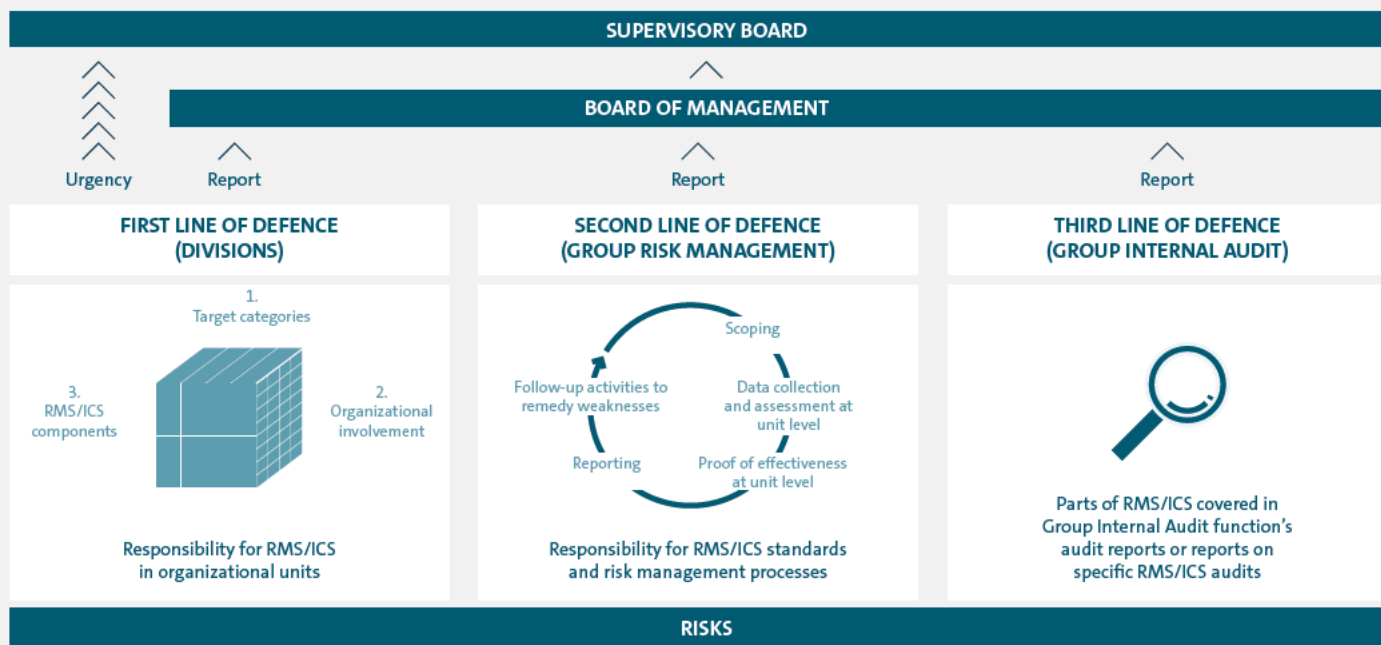 SUPERVISORY BOARD
BOARD OF MANAGEMENT
Urgency
Report
Report
Report
FIRST LINE OF DEFENCE
(DIVISIONS)
1.
Target categories
3.
RMS/ICS
components
2.
Organizational
involvement
Responsibility for RMS/ICS
in organizational units
SECOND LINE OF DEFENCE
(GROUP RISK MANAGEMENT)
Scoping
Data collection
and assessment at
unit level
Proof of effectiveness
at unit level
Reporting
Follow-up activities to
remedy weaknesses
Responsibility for RMS/ICS standards
and risk management processes
THIRD LINE OF DEFENCE
(GROUP INTERNAL AUDIT)
Parts of RMS/ICS covered in
Group Internal Audit function’s
audit reports or reports on
specific RMS/ICS audits
RISKS